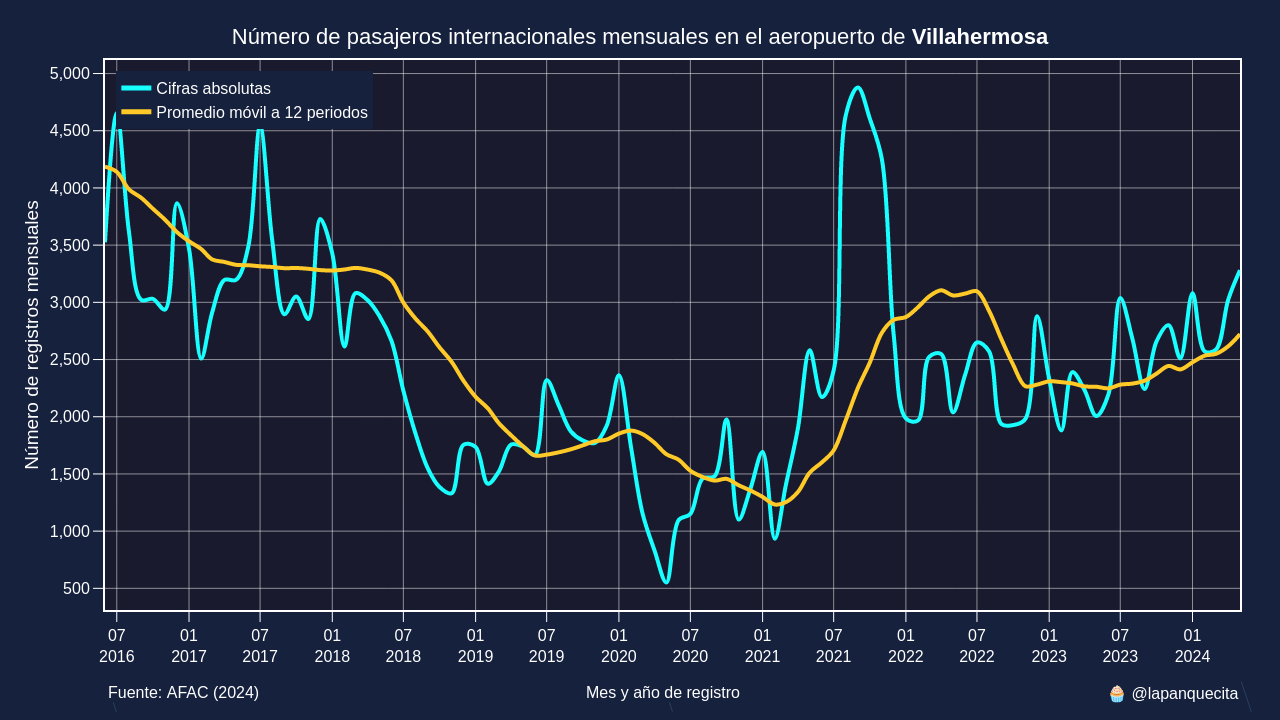 Número de pasajeros internacionales mensuales en el aeropuerto de Villahermosa
Cifras absolutas
Promedio móvil a 12 periodos
Número de registros mensuales
5,000
4,500
4,000
3,500
3,000
2,500
2,000
1,500
1,000
500
07 01 07 01 07 01 07 01 07 01 07 01 07 01 07 01
2016 2017 2017 2018 2018 2019 2019 2020 2020 2021 2021 2022 2022 2023 2023 2024
Fuente: AFAC (2024) Mes y año de registro 🧁 @lapanquecita